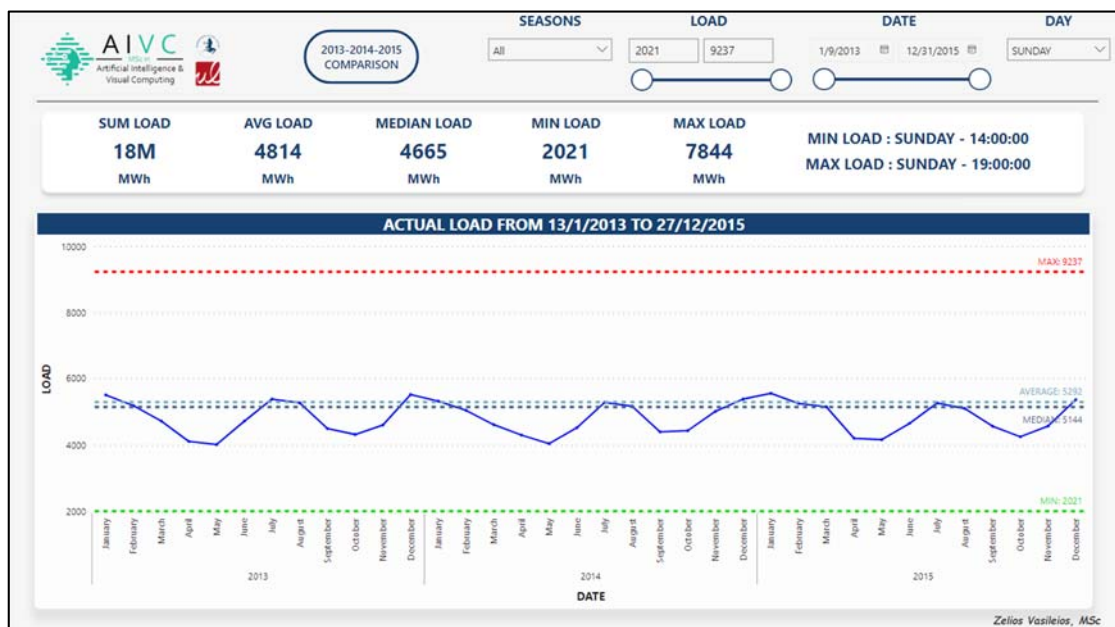 AIVC
MSc in
Artificial Intelligence &
Visual Computing
2013-2014-2015
COMPARISON
SEASONS
All
LOAD
2021 9237
DATE
1/9/2013 12/31/2015
DAY
SUNDAY
SUM LOAD
18M
MWh
AVG LOAD
4814
MWh
MEDIAN LOAD
4665
MWh
MIN LOAD
2021
MWh
MAX LOAD
7844
MWh
MIN LOAD : SUNDAY - 14:00:00
MAX LOAD : SUNDAY - 19:00:00
ACTUAL LOAD FROM 13/1/2013 TO 27/12/2015
LOAD
10000
8000
6000
4000
2000
MAX: 9237
AVERAGE: 5292
MEDIAN: 5144
MIN: 2021
January
February
March
April
May
June
July
August
September
October
November
December
January
February
March
April
May
June
July
August
September
October
November
December
January
February
March
April
May
June
July
August
September
October
November
December
2013 2014 2015
DATE
Zelios Vasileios, MSc